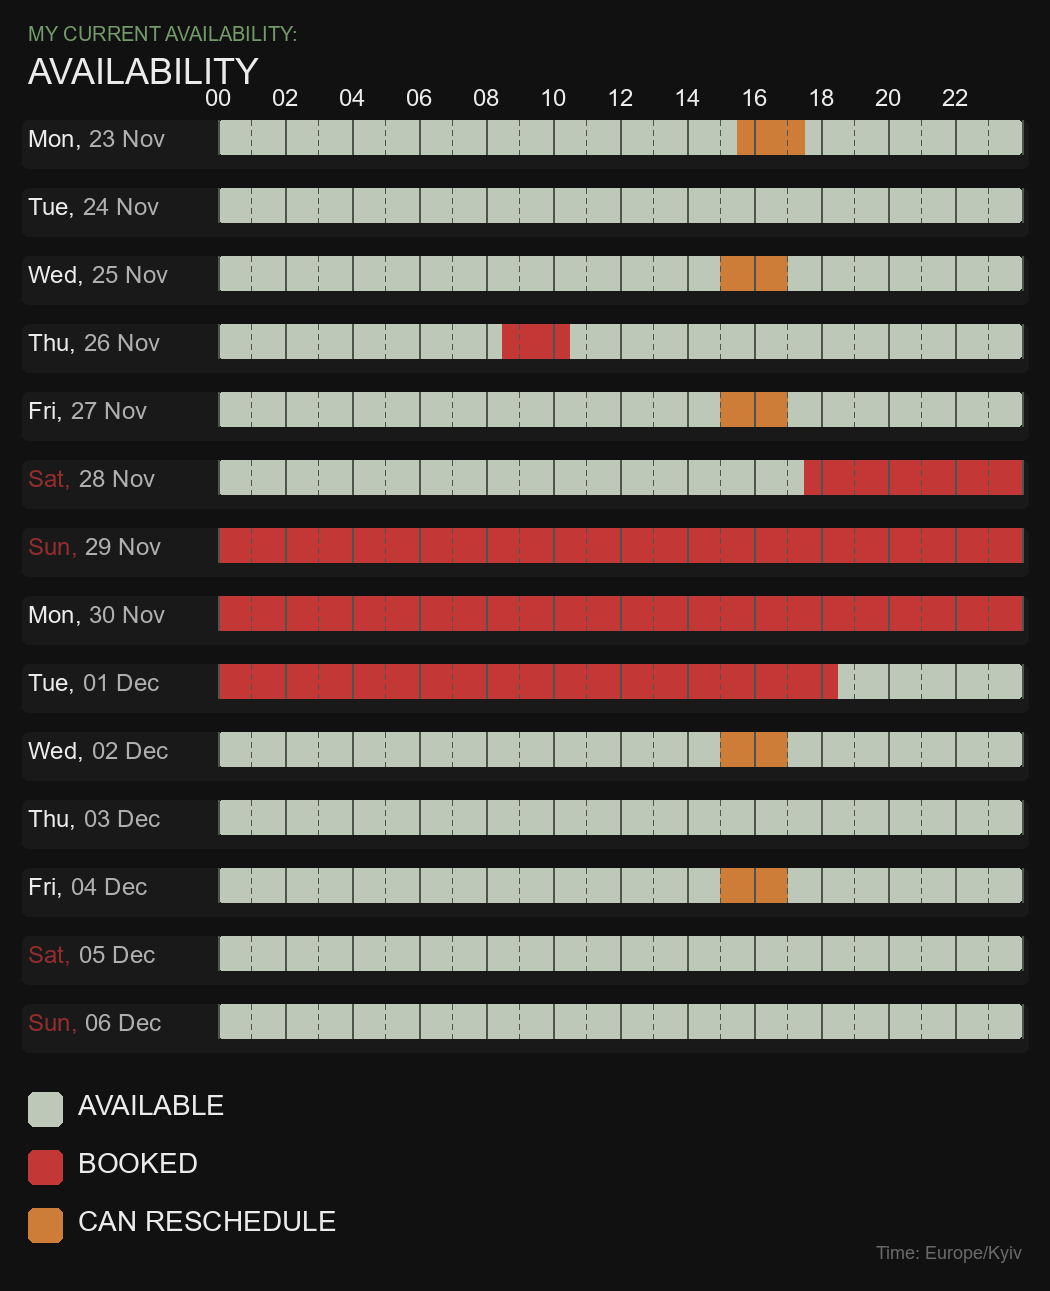 MY CURRENT AVAILABILITY:
AVAILABILITY
00 02 04 06 08 10 12 14 16 18 20 22
Mon, 23 Nov
Tue, 24 Nov
Wed, 25 Nov
Thu, 26 Nov
Fri, 27 Nov
Sat, 28 Nov
Sun, 29 Nov
Mon, 30 Nov
Tue, 01 Dec
Wed, 02 Dec
Thu, 03 Dec
Fri, 04 Dec
Sat, 05 Dec
Sun, 06 Dec
AVAILABLE
BOOKED
CAN RESCHEDULE
Time: Europe/Kyiv